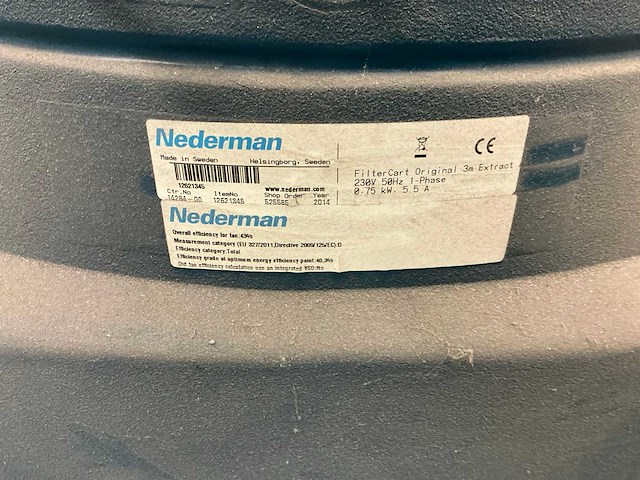 Nederman
Made in Sweden Helsingborg, Sweden
12621345 www.nederman.com
Ctr.No ItemNo Shop Order Year
14284-00 12621345 525585 2014
CE
FilterCart Original 3m Extract
230V 50Hz 1-Phase
0.75 kW. 5.5 A
Nederman
Overall efficiency for fan:43%
Measurement category (EU 327/2011,Directive 2009/125/EC):D
Efficiency category:Total
Efficiency grade at optimum energy efficiency point:40,3%
fan efficiency calculation use an integrated VSD:No